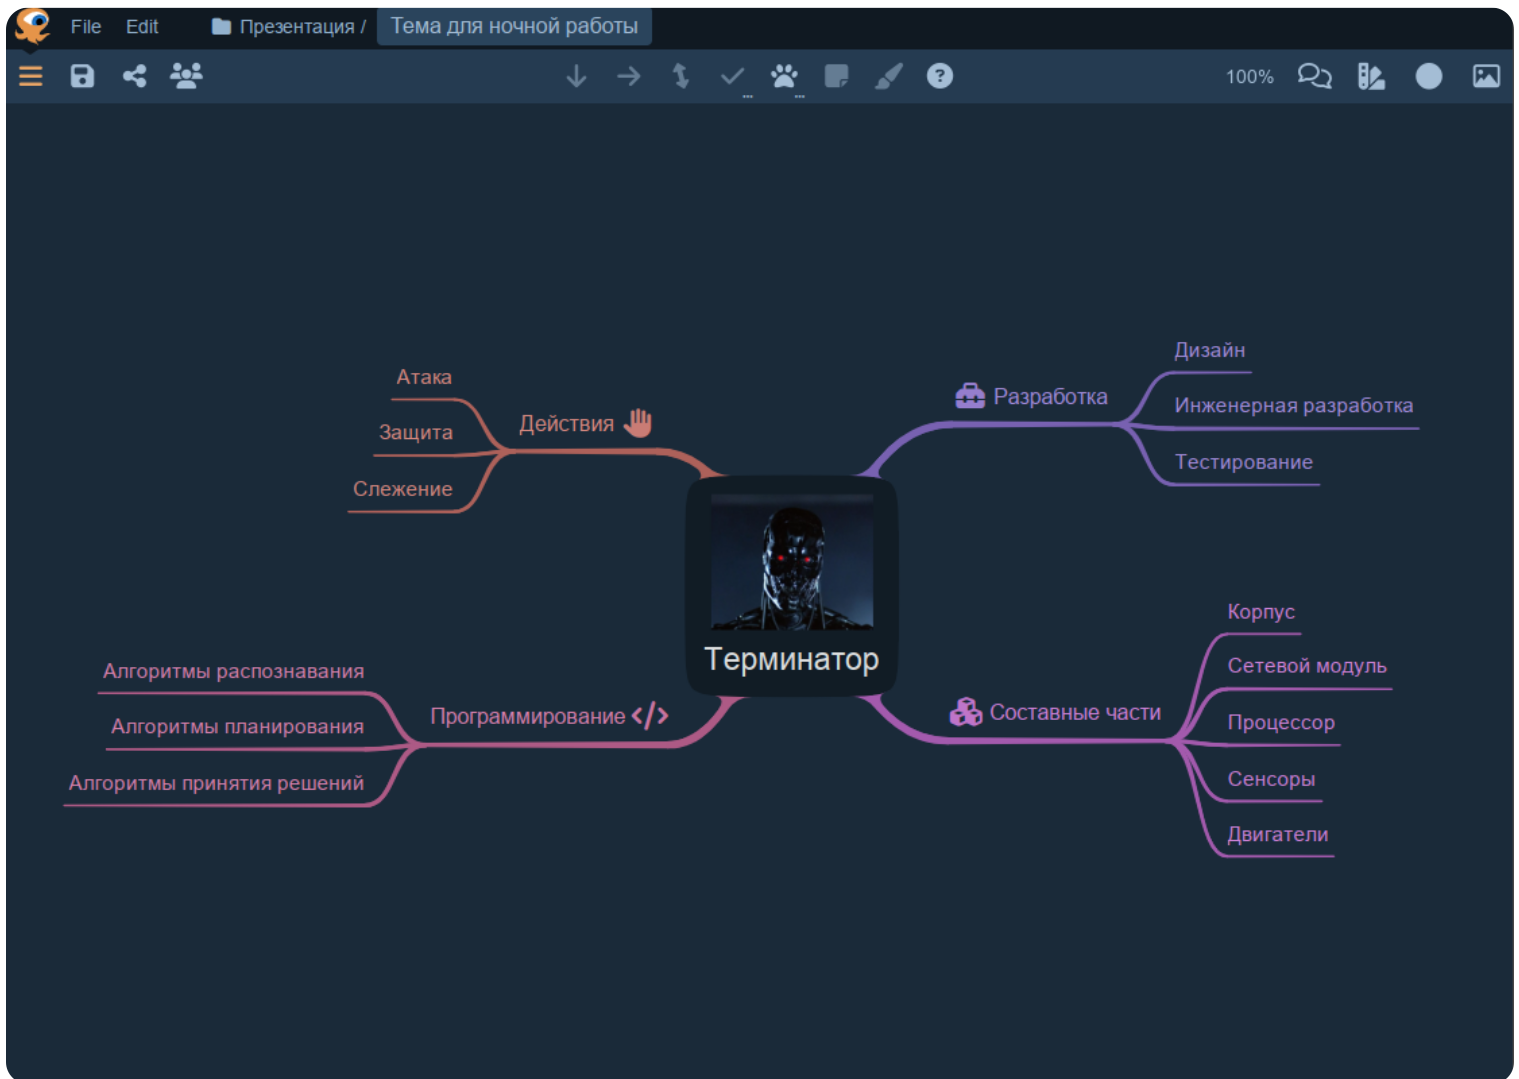 File Edit Презентация / Тема для ночной работы
100%
Атака
Защита
Слежение
Действия
Разработка
Дизайн
Инженерная разработка
Тестирование
Терминатор
Алгоритмы распознавания
Алгоритмы планирования
Алгоритмы принятия решений
Программирование </>
Составные части
Корпус
Сетевой модуль
Процессор
Сенсоры
Двигатели